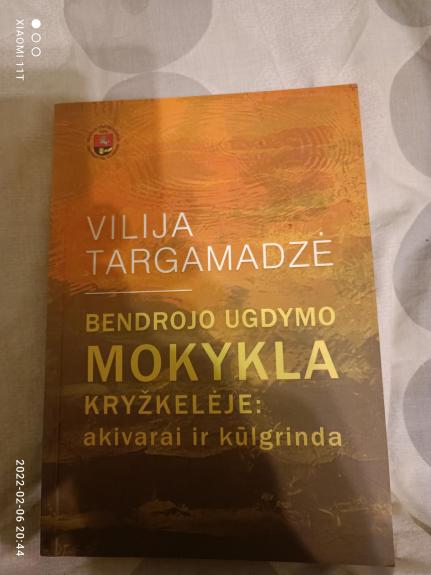 VILIJA
TARGAMADZĖ
BENDROJO UGDYMO
MOKYKLA
KRYŽKELĖJE:
akivarai ir kūlgrinda
XIAOMI 11T
2022-02-06 20:44